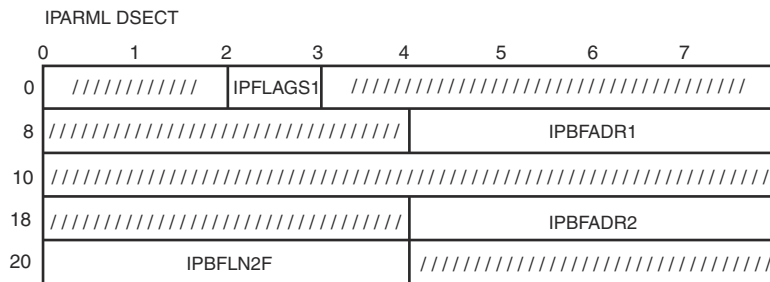 IPARML DSECT
0 1 2 3 4 5 6 7
0 //////////// IPFLAGS1 /////////////////////////////////////
8 ///////////////////////////////// IPBFADR1
10 ////////////////////////////////////////////////////////////////////
18 ///////////////////////////////// IPBFADR2
20 IPBFLN2F /////////////////////////////////